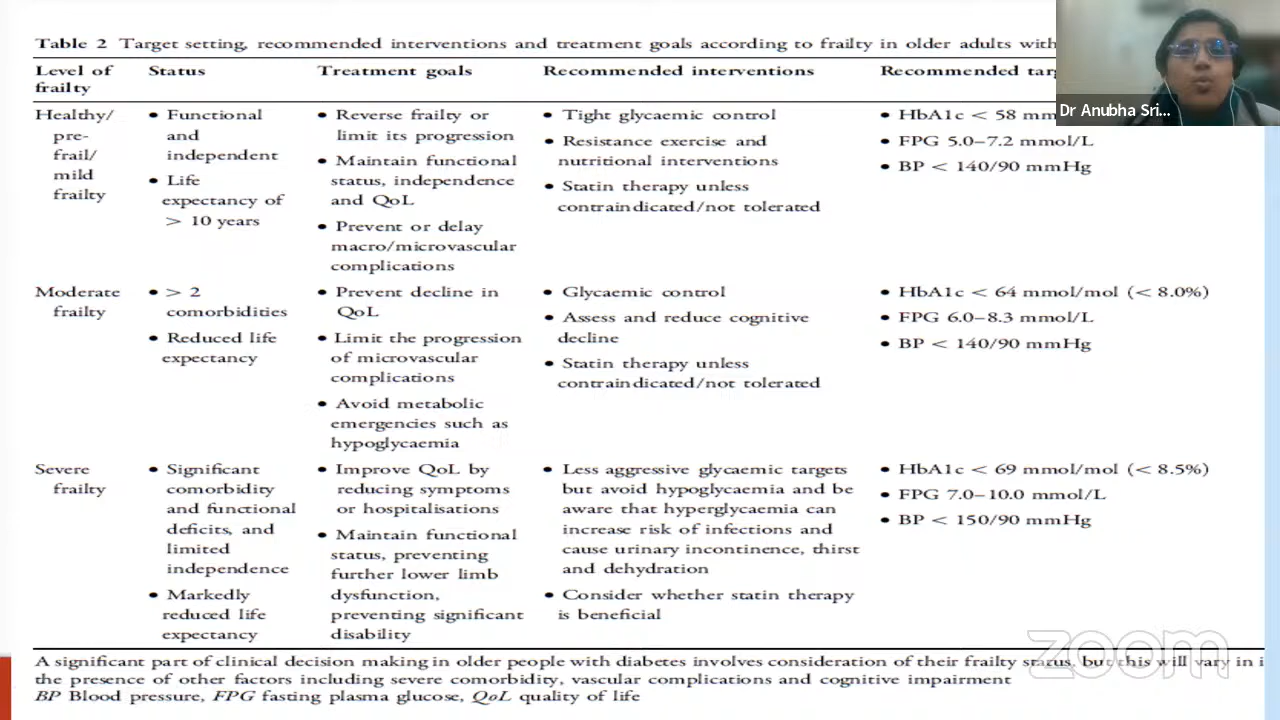 Table 2 Target setting, recommended interventions and treatment goals according to frailty in older adults with
Level of
frailty
Status
Treatment goals
Recommended interventions
Recommended
Healthy/
pre-
frail/
mild
frailty
• Functional
and
independent
• Life
expectancy of
> 10 years
• Reverse frailty or
limit its progression
• Maintain functional
status, independence
and QoL
• Prevent or delay
macro/microvascular
complications
• Tight glycaemic control
• Resistance exercise and
nutritional interventions
• Statin therapy unless
contraindicated/not tolerated
• HbA1c < 58
• FPG 5.0–7.2 mmol/L
• BP < 140/90 mmHg
Moderate
frailty
• > 2
comorbidities
• Reduced life
expectancy
• Prevent decline in
QoL
• Limit the progression
of microvascular
complications
• Avoid metabolic
emergencies such as
hypoglycaemia
• Glycaemic control
• Assess and reduce cognitive
decline
• Statin therapy unless
contraindicated/not tolerated
• HbA1c < 64 mmol/mol (< 8.0%)
• FPG 6.0–8.3 mmol/L
• BP < 140/90 mmHg
Severe
frailty
• Significant
comorbidity
and functional
deficits, and
limited
independence
• Markedly
reduced life
expectancy
• Improve QoL by
reducing symptoms
or hospitalisations
• Maintain functional
status, preventing
further lower limb
dysfunction,
preventing significant
disability
• Less aggressive glycaemic targets
but avoid hypoglycaemia and be
aware that hyperglycaemia can
increase risk of infections and
cause urinary incontinence, thirst
and dehydration
• Consider whether statin therapy
is beneficial
• HbA1c < 69 mmol/mol (< 8.5%)
• FPG 7.0–10.0 mmol/L
• BP < 150/90 mmHg
A significant part of clinical decision making in older people with diabetes involves consideration of their frailty status, but this will vary in
the presence of other factors including severe comorbidity, vascular complications and cognitive impairment
BP Blood pressure, FPG fasting plasma glucose, QoL quality of life
Dr Anubha Sri...
zoom